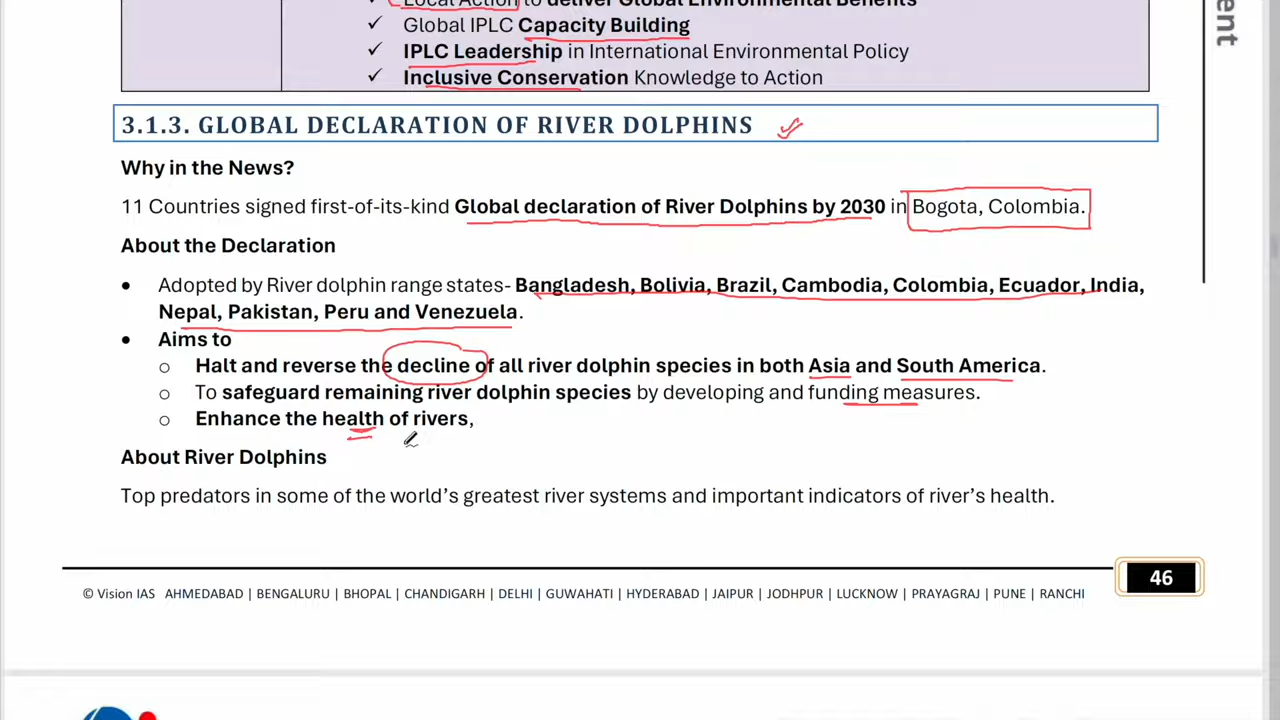 ✓ Local Action to deliver Global Environmental Benefits
✓ Global IPLC Capacity Building
✓ IPLC Leadership in International Environmental Policy
✓ Inclusive Conservation Knowledge to Action
3.1.3. GLOBAL DECLARATION OF RIVER DOLPHINS
Why in the News?
11 Countries signed first-of-its-kind Global declaration of River Dolphins by 2030 in Bogota, Colombia.
About the Declaration
• Adopted by River dolphin range states- Bangladesh, Bolivia, Brazil, Cambodia, Colombia, Ecuador, India,
Nepal, Pakistan, Peru and Venezuela.
• Aims to
o Halt and reverse the decline of all river dolphin species in both Asia and South America.
o To safeguard remaining river dolphin species by developing and funding measures.
o Enhance the health of rivers,
About River Dolphins
Top predators in some of the world's greatest river systems and important indicators of river's health.
46
© Vision IAS AHMEDABAD | BENGALURU | BHOPAL | CHANDIGARH | DELHI | GUWAHATI | HYDERABAD | JAIPUR | JODHPUR | LUCKNOW | PRAYAGRAJ | PUNE | RANCHI